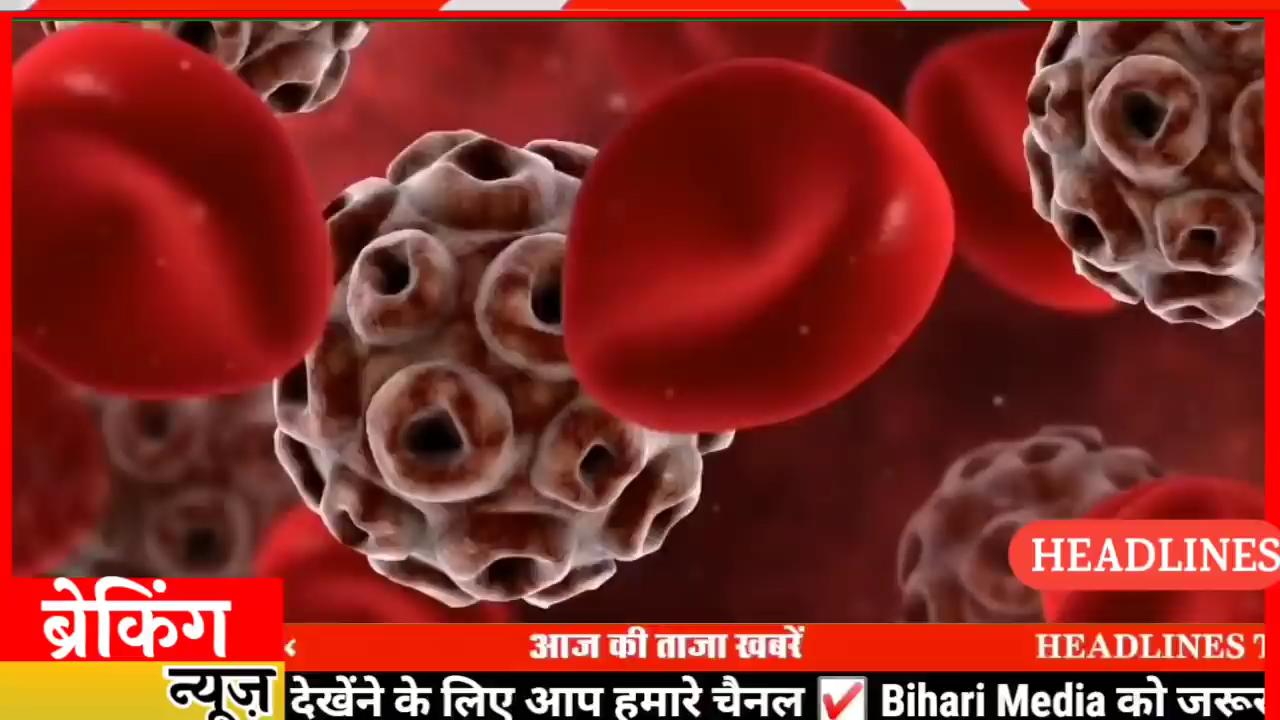 HEADLINES
ब्रेकिंग
न्यूज़
आज की ताजा खबरें HEADLINES
देखेंने के लिए आप हमारे चैनल ✅ Bihari Media को